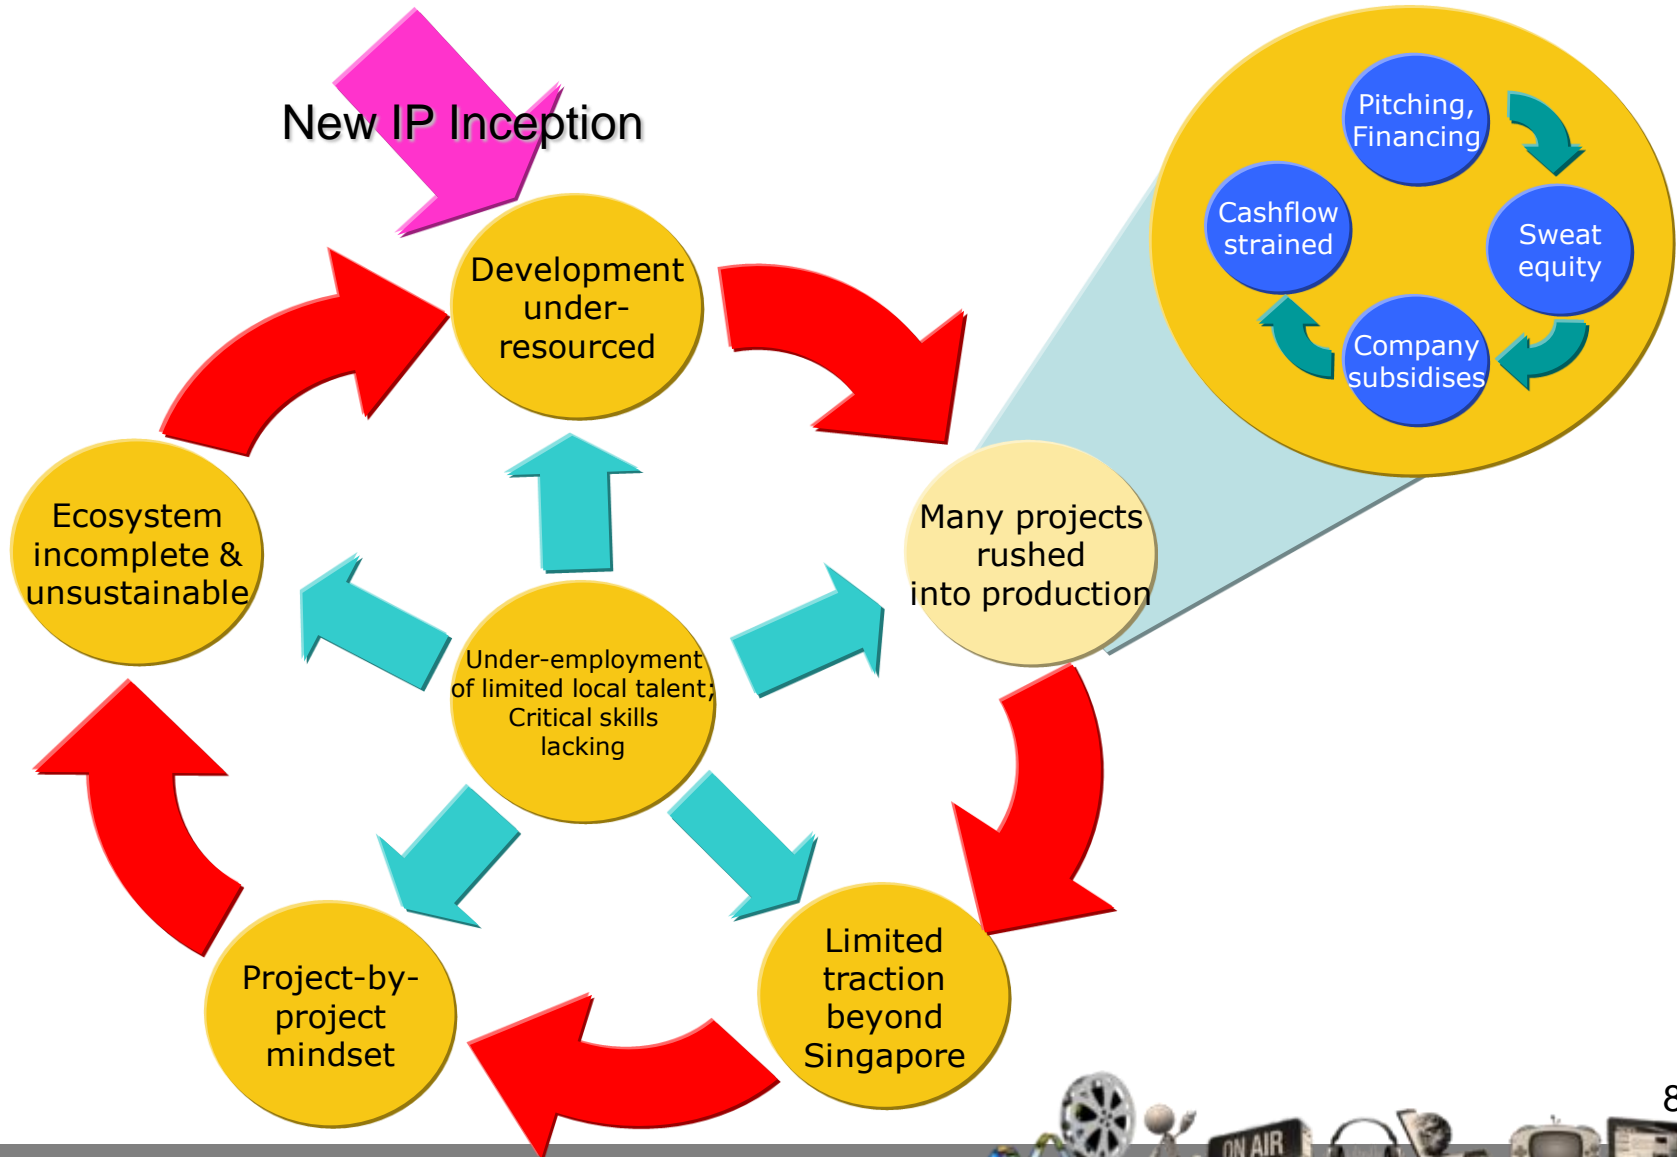 New IP Inception
Development
under-
resourced
Many projects
rushed
into production
Limited
traction
beyond
Singapore
Project-by-
project
mindset
Ecosystem
incomplete &
unsustainable
Under-employment
of limited local talent;
Critical skills
lacking
Pitching,
Financing
Sweat
equity
Company
subsidises
Cashflow
strained
8
ON AIR